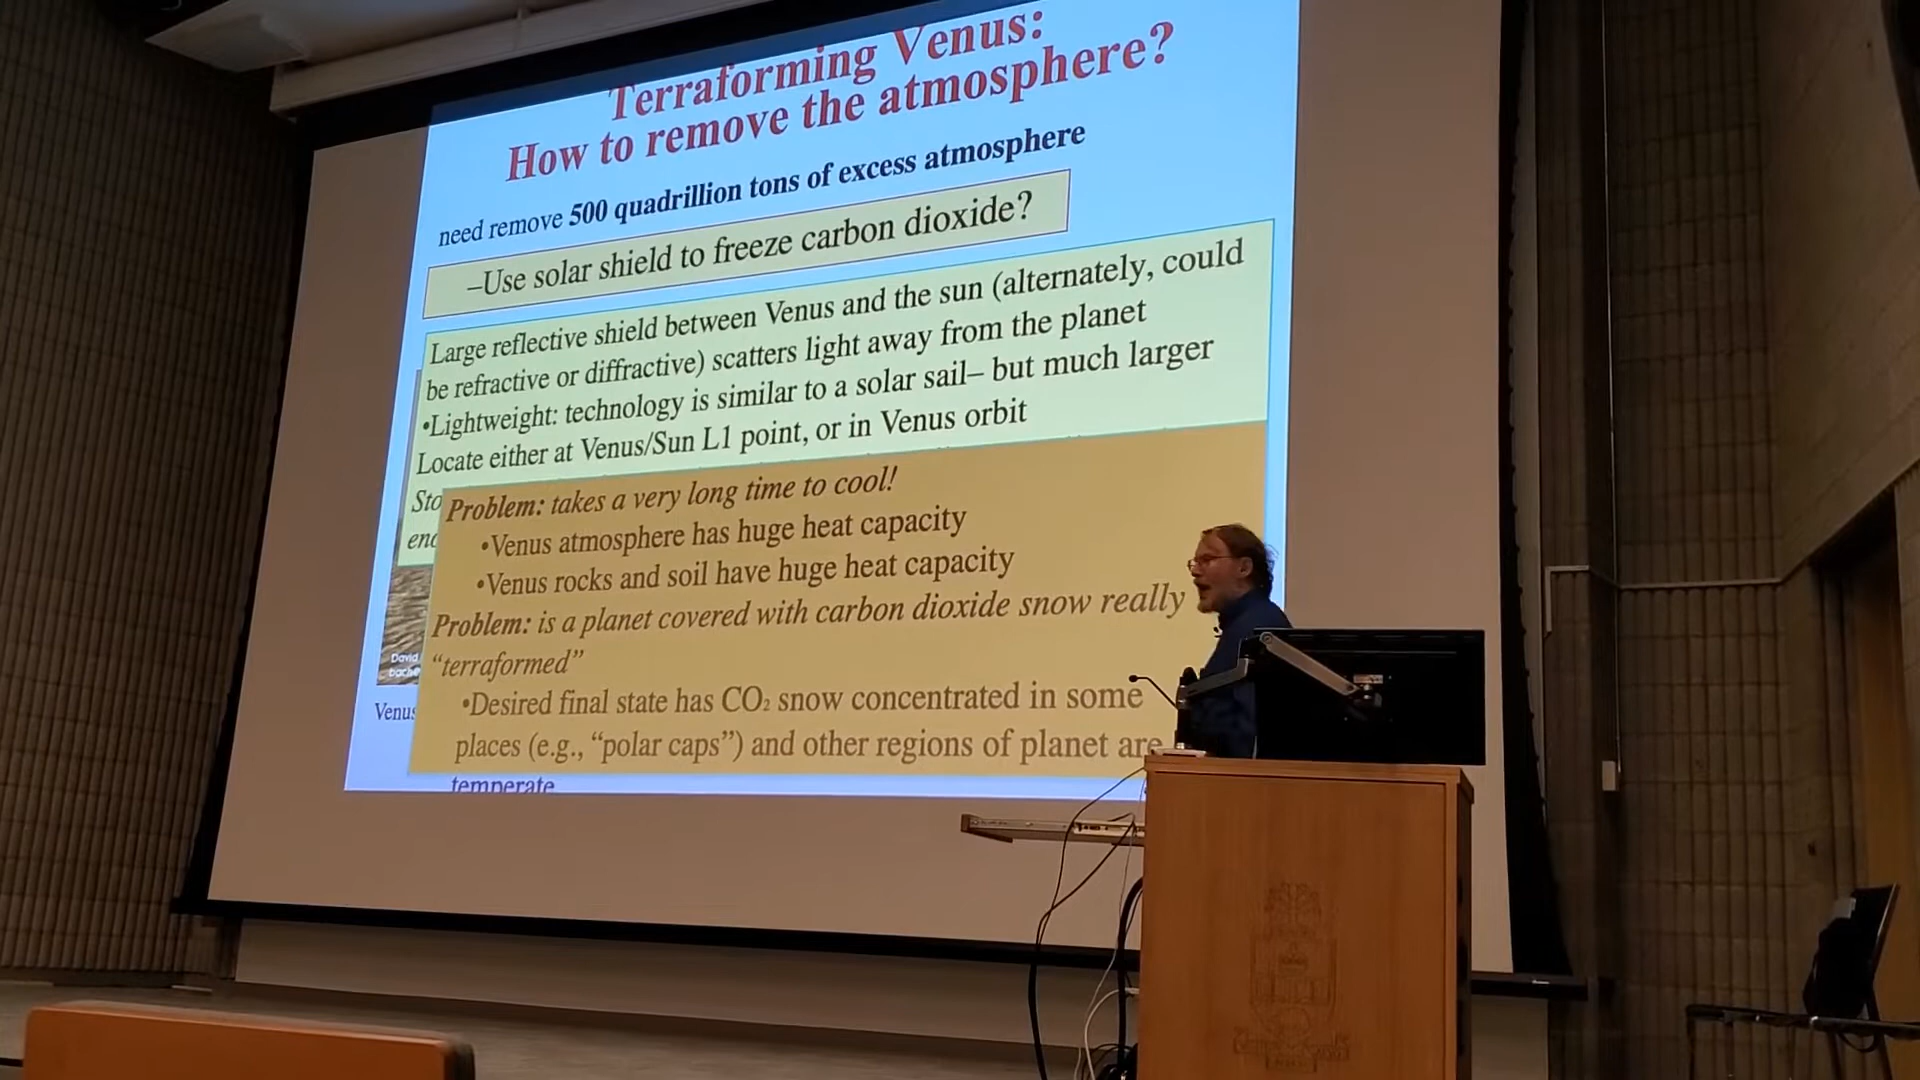 Terraforming Venus:
How to remove the atmosphere?
need remove 500 quadrillion tons of excess atmosphere
–Use solar shield to freeze carbon dioxide?
Large reflective shield between Venus and the sun (alternately, could
be refractive or diffractive) scatters light away from the planet
•Lightweight: technology is similar to a solar sail– but much larger
Locate either at Venus/Sun L1 point, or in Venus orbit
Sto
enc
Problem: takes a very long time to cool!
•Venus atmosphere has huge heat capacity
•Venus rocks and soil have huge heat capacity
Problem: is a planet covered with carbon dioxide snow really
“terraformed”
•Desired final state has CO₂ snow concentrated in some
places (e.g., “polar caps”) and other regions of planet are
temperate
David
Venus